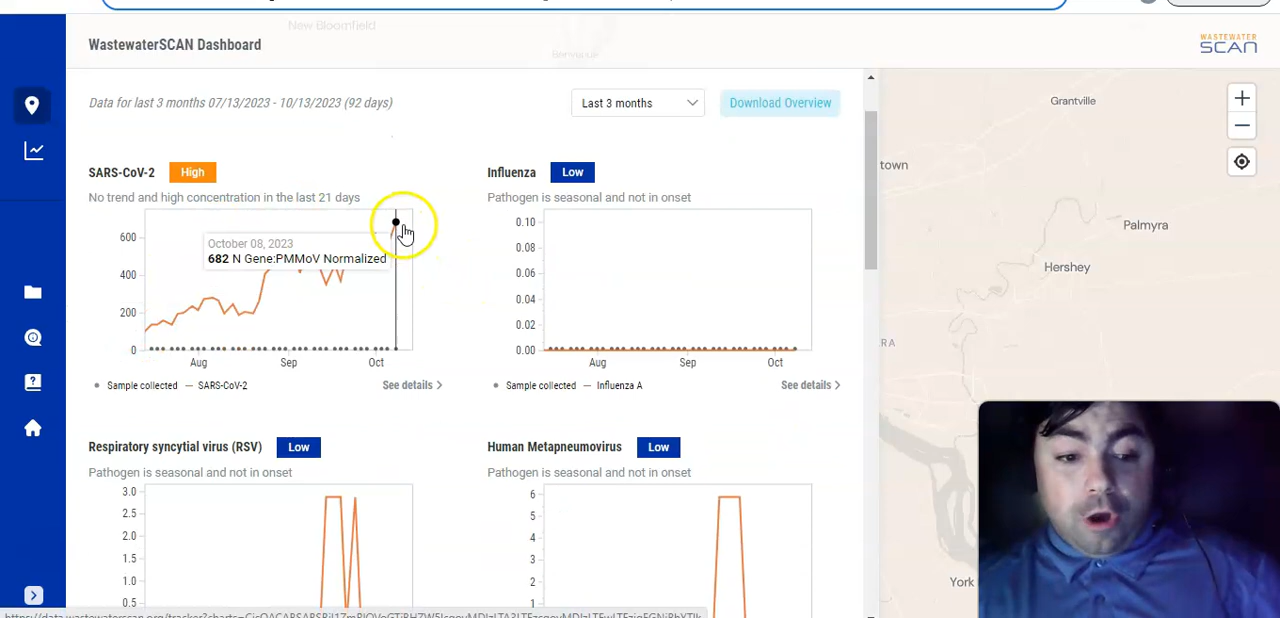 New Bloomfield
WastewaterSCAN Dashboard
WASTEWATER
SCAN
Data for last 3 months 07/13/2023 - 10/13/2023 (92 days)
Last 3 months
Download Overview
SARS-CoV-2
High
No trend and high concentration in the last 21 days
600
400
200
0
October 08, 2023
682 N Gene:PMMoV Normalized
Aug
Sep
Oct
Sample collected
SARS-CoV-2
See details
Influenza
Low
Pathogen is seasonal and not in onset
0.10
0.08
0.06
0.04
0.02
0.00
Aug
Sep
Oct
Sample collected
Influenza A
See details
Respiratory syncytial virus (RSV)
Low
Pathogen is seasonal and not in onset
3.0
2.5
2.0
1.5
1.0
0.5
Human Metapneumovirus
Low
Pathogen is seasonal and not in onset
6
5
4
3
2
1
Grantville
town
Palmyra
Hershey
RA
York